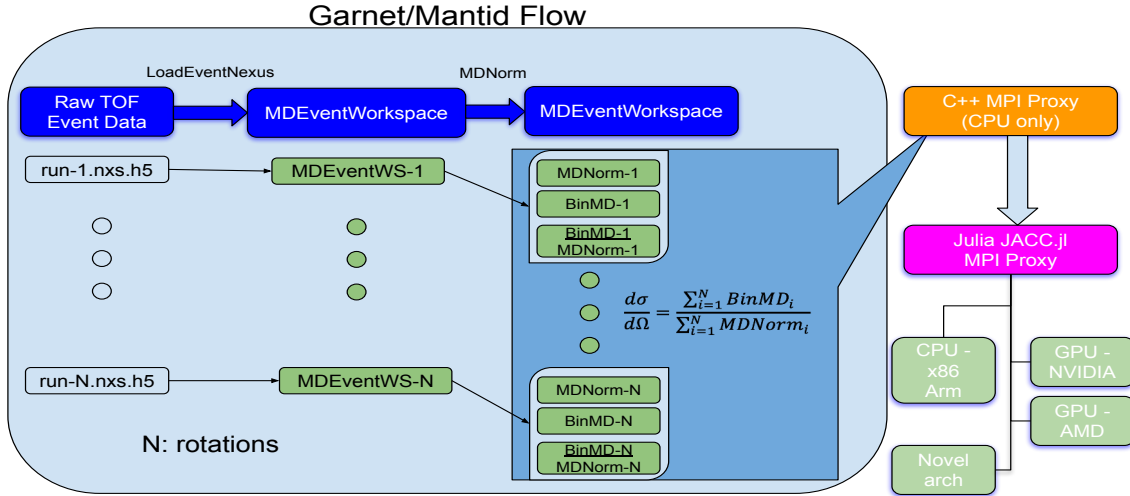 Garnet/Mantid Flow
LoadEventNexus
MDNorm
Raw TOF
Event Data
MDEventWorkspace
MDEventWorkspace
run-1.nxs.h5
MDEventWS-1
MDNorm-1
BinMD-1
BinMD-1
MDNorm-1
dσ/dΩ = ∑_{i=1}^{N} BinMD_i / ∑_{i=1}^{N} MDNorm_i
run-N.nxs.h5
MDEventWS-N
MDNorm-N
BinMD-N
BinMD-N
MDNorm-N
N: rotations
C++ MPI Proxy
(CPU only)
Julia JACC.jl
MPI Proxy
CPU -
x86
Arm
GPU -
NVIDIA
GPU -
AMD
Novel
arch